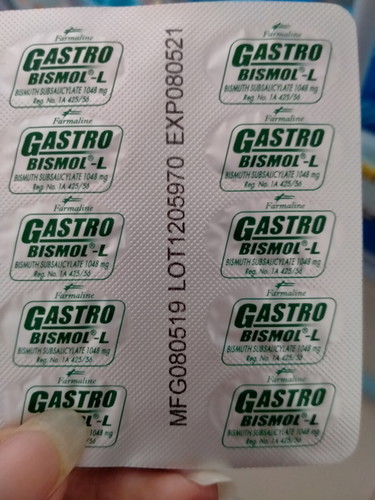 Farmaline
GASTRO
BISMOL®-L
BISMUTH SUBSALICYLATE 1048 mg
Reg. No. 1A 425/56
Farmaline
GASTRO
BISMOL®-L
BISMUTH SUBSALICYLATE 1048 mg
Reg. No. 1A 425/56
Farmaline
GASTRO
BISMOL®-L
BISMUTH SUBSALICYLATE 1048 mg
Reg. No. 1A 425/56
Farmaline
GASTRO
BISMOL®-L
BISMUTH SUBSALICYLATE 1048 mg
Reg. No. 1A 425/56
Farmaline
GASTRO
-L
1048 mg
/56
MFG080519 LOT1205970 EXP080521
Farmaline
GASTRO
BISMOL®-L
BISMUTH SUBSALICYLATE 1048 mg
Reg. No. 1A 425/56
Farmaline
GASTRO
BISMOL®-L
BISMUTH SUBSALICYLATE 1048 mg
Reg. No. 1A 425/56
Farmaline
GASTRO
BISMOL®-L
BISMUTH SUBSALICYLATE 1048 mg
Reg. No. 1A 425/56
Farmaline
GASTRO
BISMOL®-L
BISMUTH SUBSALICYLATE 1048 mg
Reg. No. 1A 425/56
Farmaline
GASTRO
BISMOL®-L
BISMUTH SUBSALICYLATE 1048 mg
Reg. No. 1A 425/56